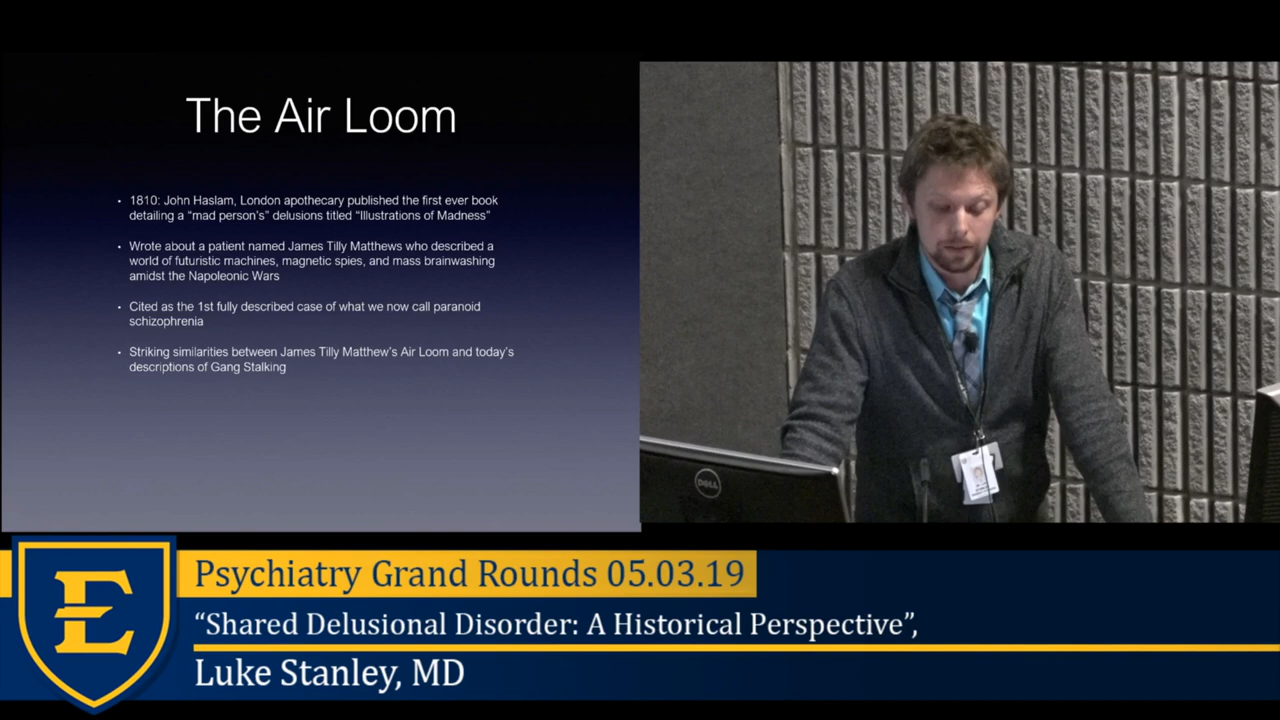 The Air Loom
• 1810: John Haslam, London apothecary published the first ever book
detailing a “mad person’s” delusions titled “Illustrations of Madness”
• Wrote about a patient named James Tilly Matthews who described a
world of futuristic machines, magnetic spies, and mass brainwashing
amidst the Napoleonic Wars
• Cited as the 1st fully described case of what we now call paranoid
schizophrenia
• Striking similarities between James Tilly Matthew’s Air Loom and today’s
descriptions of Gang Stalking
DELL
E
Psychiatry Grand Rounds 05.03.19
“Shared Delusional Disorder: A Historical Perspective”,
Luke Stanley, MD